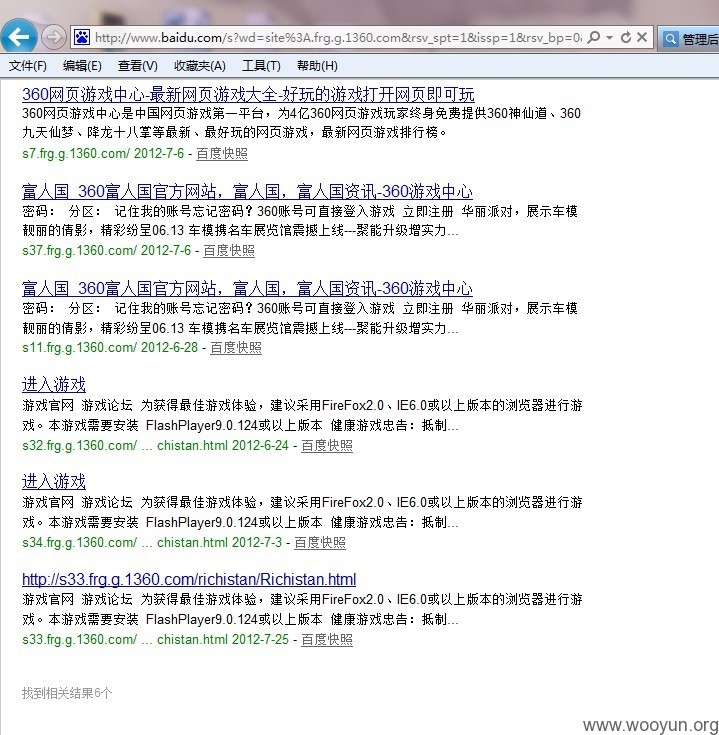 http://www.baidu.com/s?wd=site%3A.frg.g.1360.com&rsv_spt=1&issp=1&rsv_bp=0&
管理后
文件(F) 编辑(E) 查看(V) 收藏夹(A) 工具(T) 帮助(H)
360网页游戏中心-最新网页游戏大全-好玩的游戏打开网页即可玩
360网页游戏中心是中国网页游戏第一平台，为4亿360网页游戏玩家终身免费提供360神仙道、360
九天仙梦、降龙十八掌等最新、最好玩的网页游戏，最新网页游戏排行榜。
s7.frg.g.1360.com/ 2012-7-6 - 百度快照
富人国_360富人国官方网站，富人国，富人国资讯-360游戏中心
密码： 分区： 记住我的账号忘记密码？360账号可直接登入游戏 立即注册 华丽派对，展示车模
靓丽的倩影，精彩纷呈06.13 车模携名车展览馆震撼上线---聚能升级增实力...
s37.frg.g.1360.com/ 2012-7-6 - 百度快照
富人国_360富人国官方网站，富人国，富人国资讯-360游戏中心
密码： 分区： 记住我的账号忘记密码？360账号可直接登入游戏 立即注册 华丽派对，展示车模
靓丽的倩影，精彩纷呈06.13 车模携名车展览馆震撼上线---聚能升级增实力...
s11.frg.g.1360.com/ 2012-6-28 - 百度快照
进入游戏
游戏官网 游戏论坛 为获得最佳游戏体验，建议采用FireFox2.0、IE6.0或以上版本的浏览器进行游
戏。本游戏需要安装 FlashPlayer9.0.124或以上版本 健康游戏忠告：抵制...
s32.frg.g.1360.com/ ... chistan.html 2012-6-24 - 百度快照
进入游戏
游戏官网 游戏论坛 为获得最佳游戏体验，建议采用FireFox2.0、IE6.0或以上版本的浏览器进行游
戏。本游戏需要安装 FlashPlayer9.0.124或以上版本 健康游戏忠告：抵制...
s34.frg.g.1360.com/ ... chistan.html 2012-7-3 - 百度快照
http://s33.frg.g.1360.com/richistan/Richistan.html
游戏官网 游戏论坛 为获得最佳游戏体验，建议采用FireFox2.0、IE6.0或以上版本的浏览器进行游
戏。本游戏需要安装 FlashPlayer9.0.124或以上版本 健康游戏忠告：抵制...
s33.frg.g.1360.com/ ... chistan.html 2012-7-25 - 百度快照
找到相关结果6个
www.wooyun.org